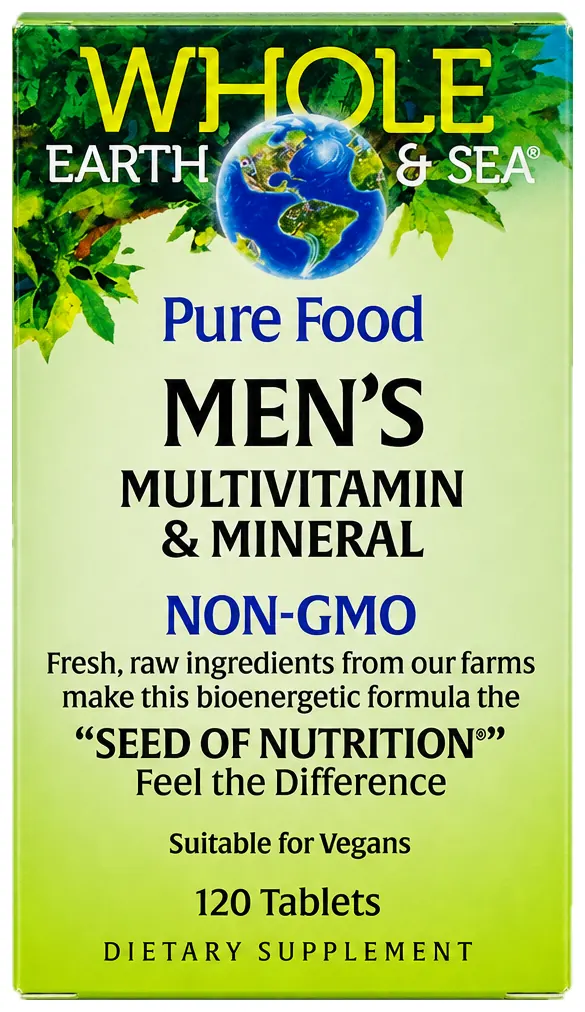 WHOLE
EARTH & SEA®
Pure Food
MEN'S
MULTIVITAMIN
& MINERAL
NON-GMO
Fresh, raw ingredients from our farms
make this bioenergetic formula the
“SEED OF NUTRITION®”
Feel the Difference
Suitable for Vegans
120 Tablets
DIETARY SUPPLEMENT